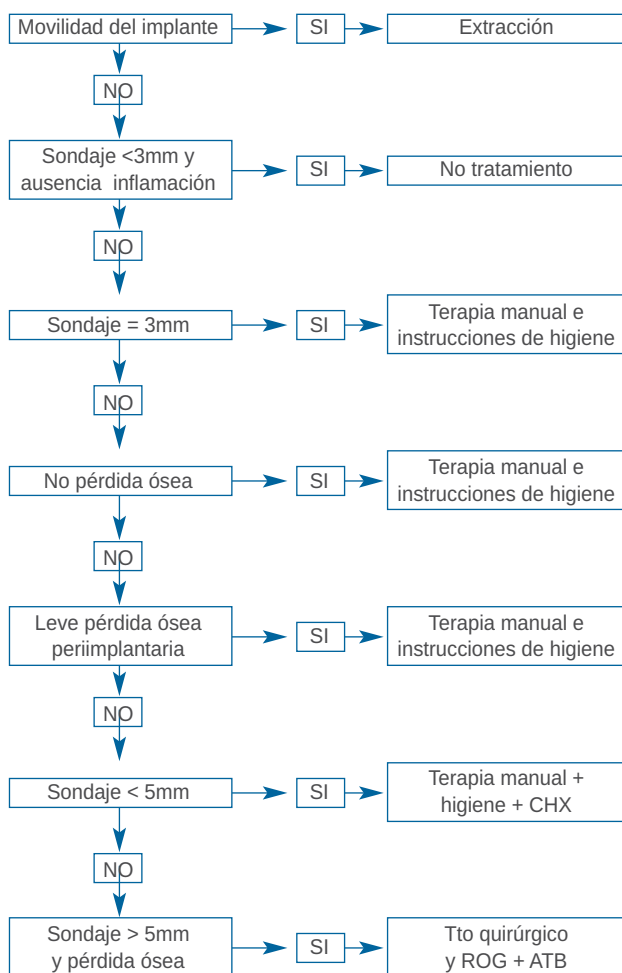 Movilidad del implante
SI
Extracción
NO
Sondaje <3mm y
ausencia inflamación
SI
No tratamiento
NO
Sondaje = 3mm
SI
Terapia manual e
instrucciones de higiene
NO
No pérdida ósea
SI
Terapia manual e
instrucciones de higiene
NO
Leve pérdida ósea
periimplantaria
SI
Terapia manual e
instrucciones de higiene
NO
Sondaje < 5mm
SI
Terapia manual +
higiene + CHX
NO
Sondaje > 5mm
y pérdida ósea
SI
Tto quirúrgico
y ROG + ATB